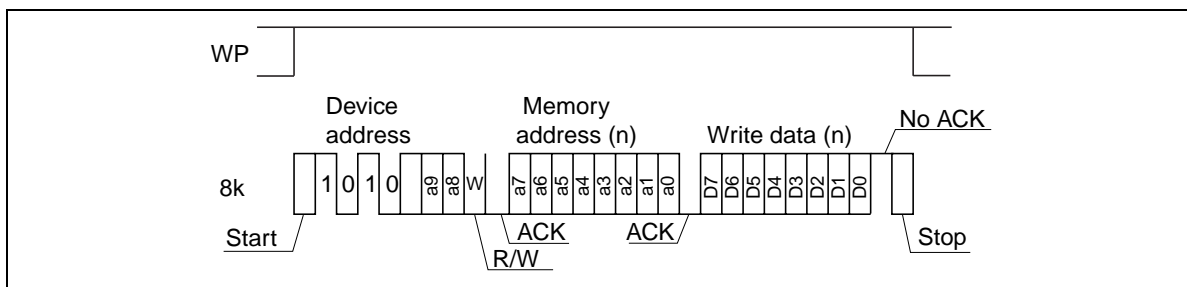 WP
Device
address
Memory
address (n)
Write data (n)
No ACK
8k
1 0 1 0 a9 a8 W a7 a6 a5 a4 a3 a2 a1 a0 D7 D6 D5 D4 D3 D2 D1 D0
Start
ACK
R/W
ACK
Stop